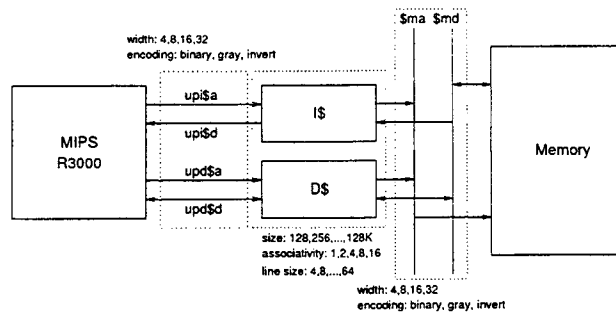 $ma $md
width: 4,8,16,32
encoding: binary, gray, invert
upi$a
I$
upi$d
MIPS
R3000
Memory
upd$a
D$
upd$d
size: 128,256,...,128K
associativity: 1,2,4,8,16
line size: 4,8,...,64
width: 4,8,16,32
encoding: binary, gray, invert